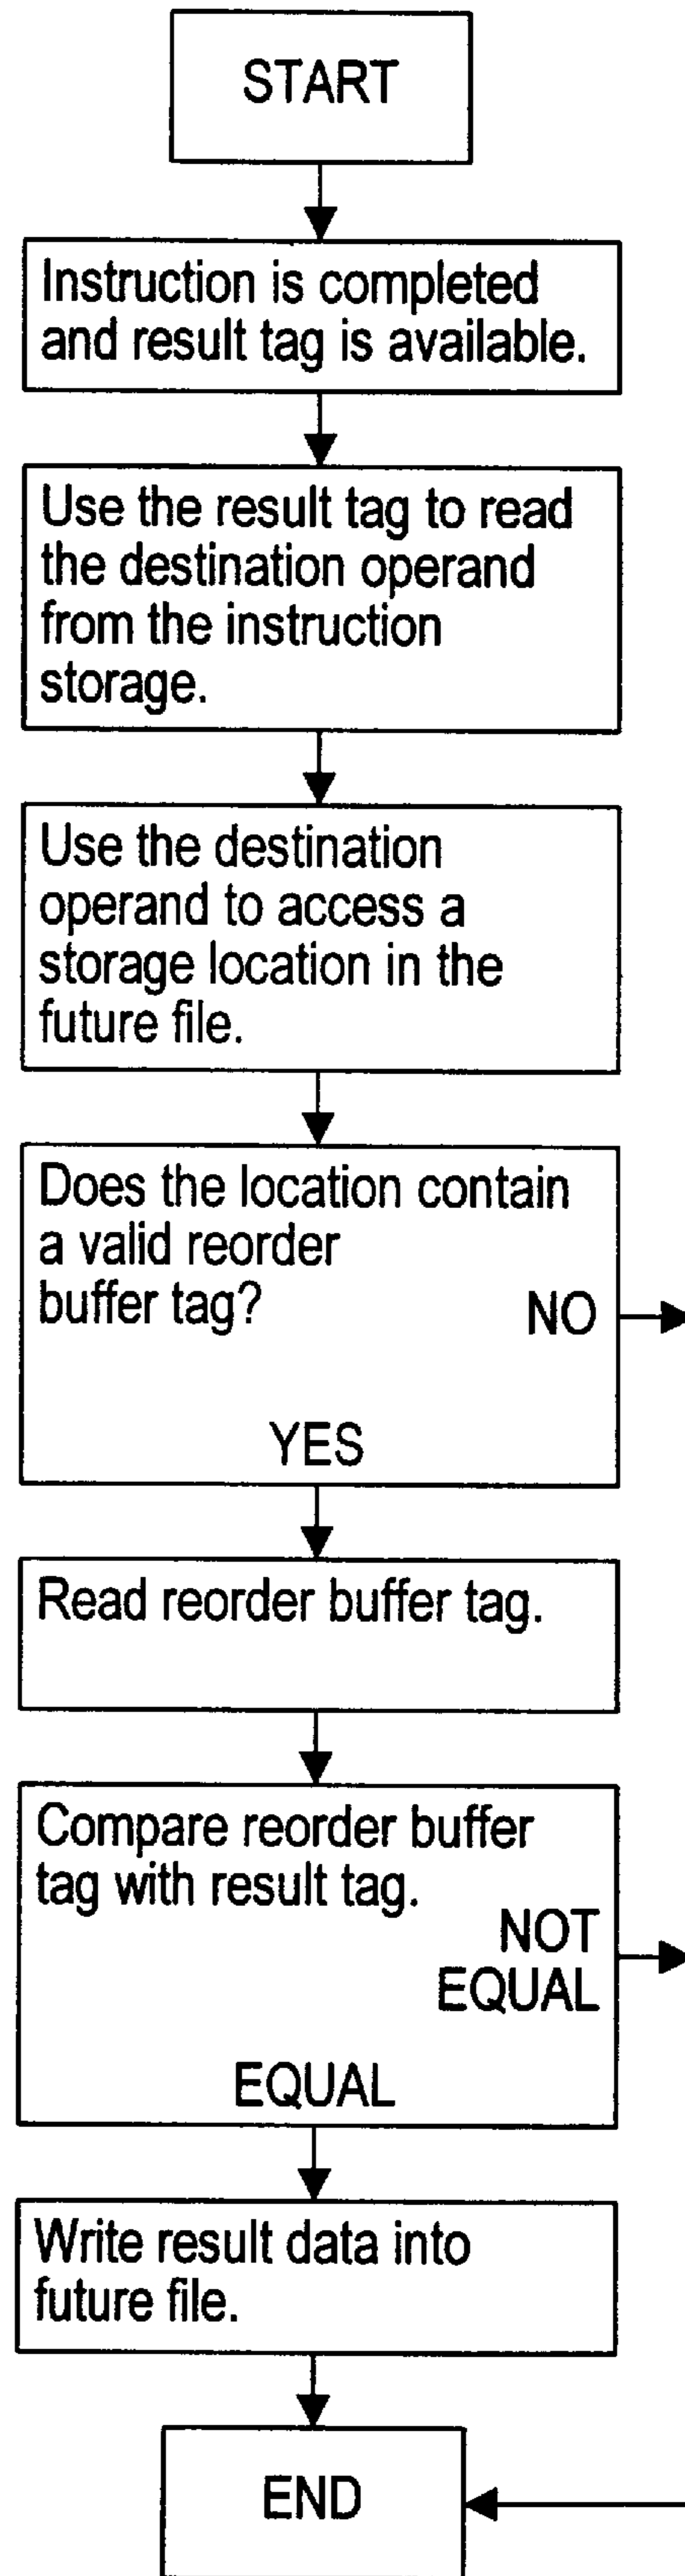 START
Instruction is completed
and result tag is available.
Use the result tag to read
the destination operand
from the instruction
storage.
Use the destination
operand to access a
storage location in the
future file.
Does the location contain
a valid reorder
buffer tag?
NO
YES
Read reorder buffer tag.
Compare reorder buffer
tag with result tag.
NOT
EQUAL
EQUAL
Write result data into
future file.
END